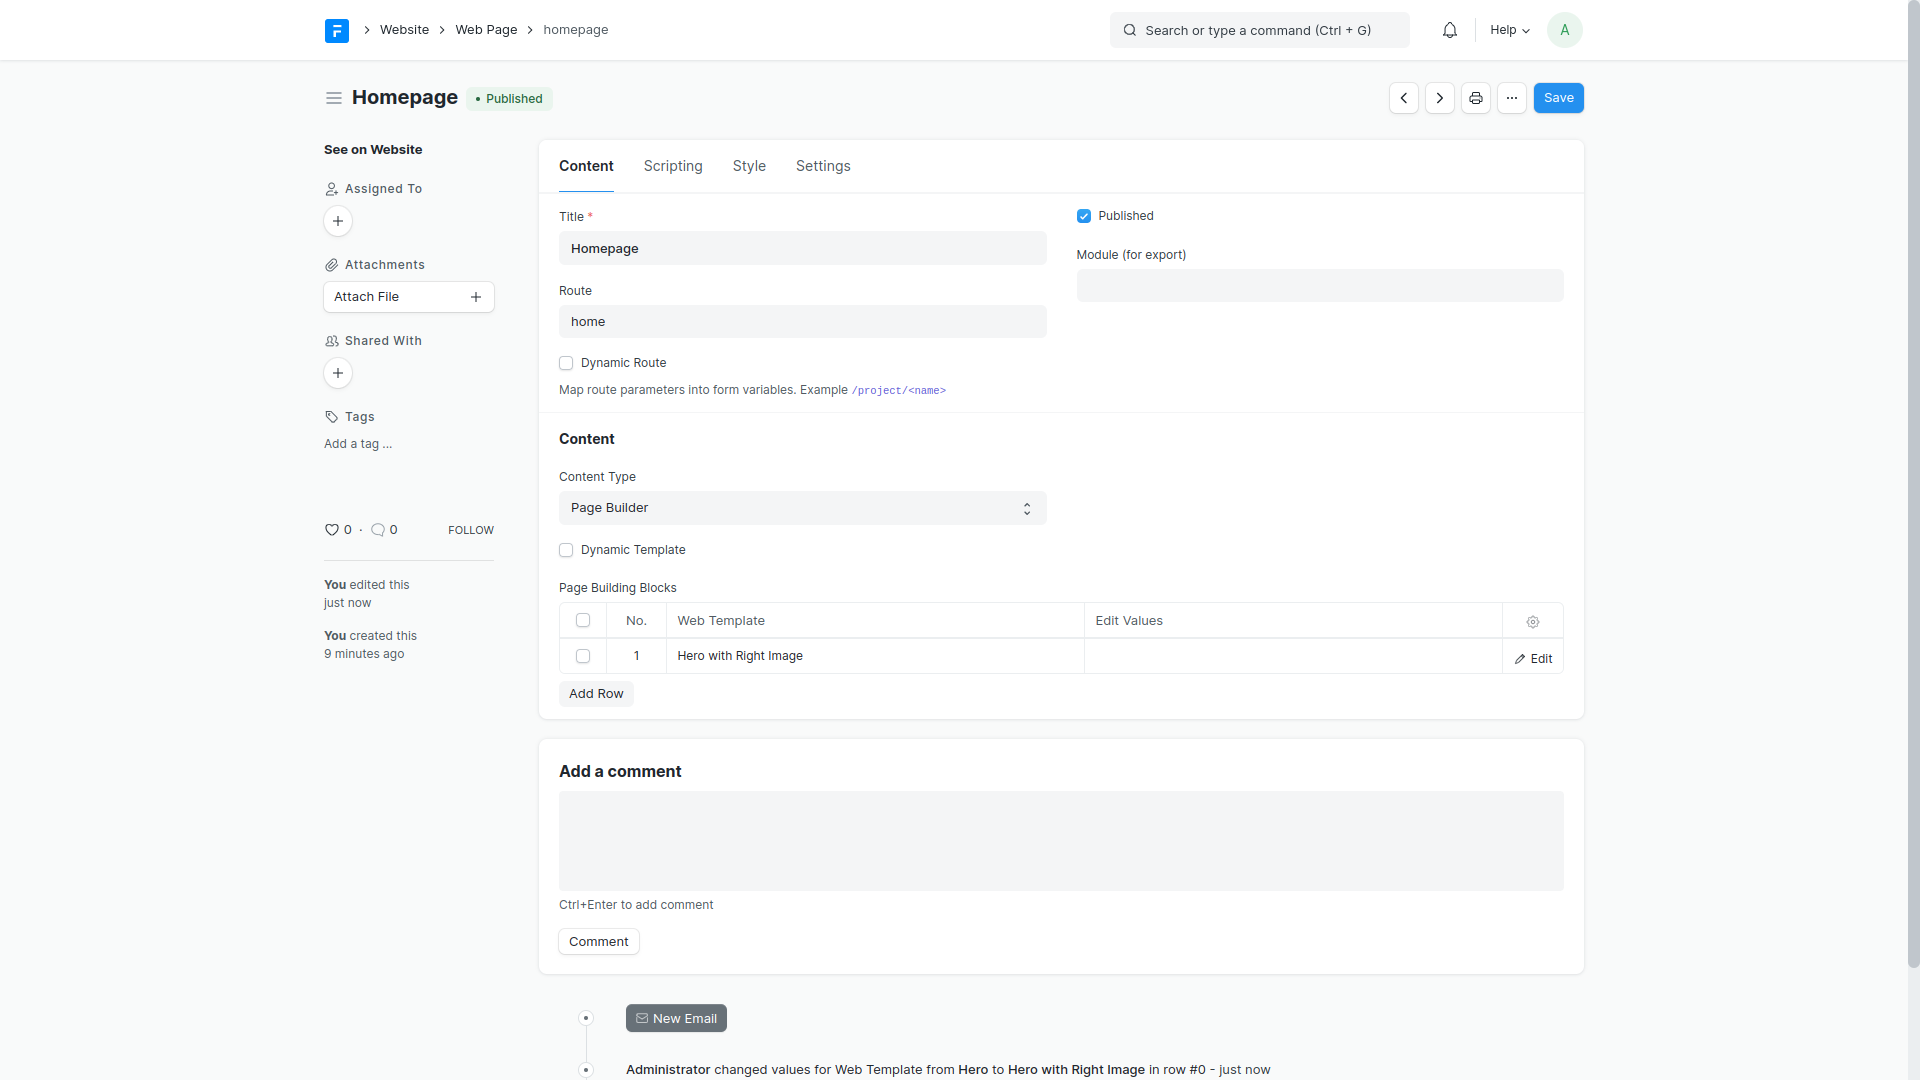 Website
Web Page
homepage
Search or type a command (Ctrl + G)
Help
A
Homepage
Published
Save
See on Website
Assigned To
Attachments
Attach File
Shared With
Tags
Add a tag ...
0 · 0
FOLLOW
You edited this
just now
You created this
9 minutes ago
Content
Scripting
Style
Settings
Title *
Homepage
Route
home
Dynamic Route
Map route parameters into form variables. Example /project/<name>
Published
Module (for export)
Content
Content Type
Page Builder
Dynamic Template
Page Building Blocks
No.
Web Template
Edit Values
1
Hero with Right Image
Edit
Add Row
Add a comment
Ctrl+Enter to add comment
Comment
New Email
Administrator changed values for Web Template from Hero to Hero with Right Image in row #0 - just now